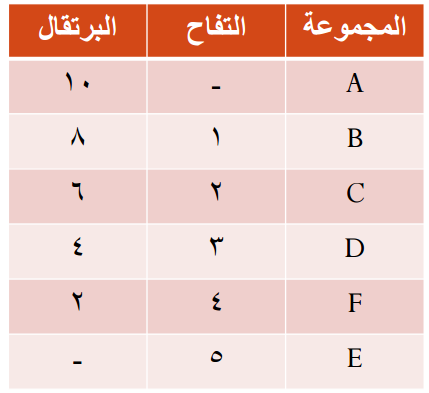 المجموعة التفاح البرتقال
A - ١٠
B ١ ٨
C ٢ ٦
D ٣ ٤
F ٤ ٢
E ٥ -